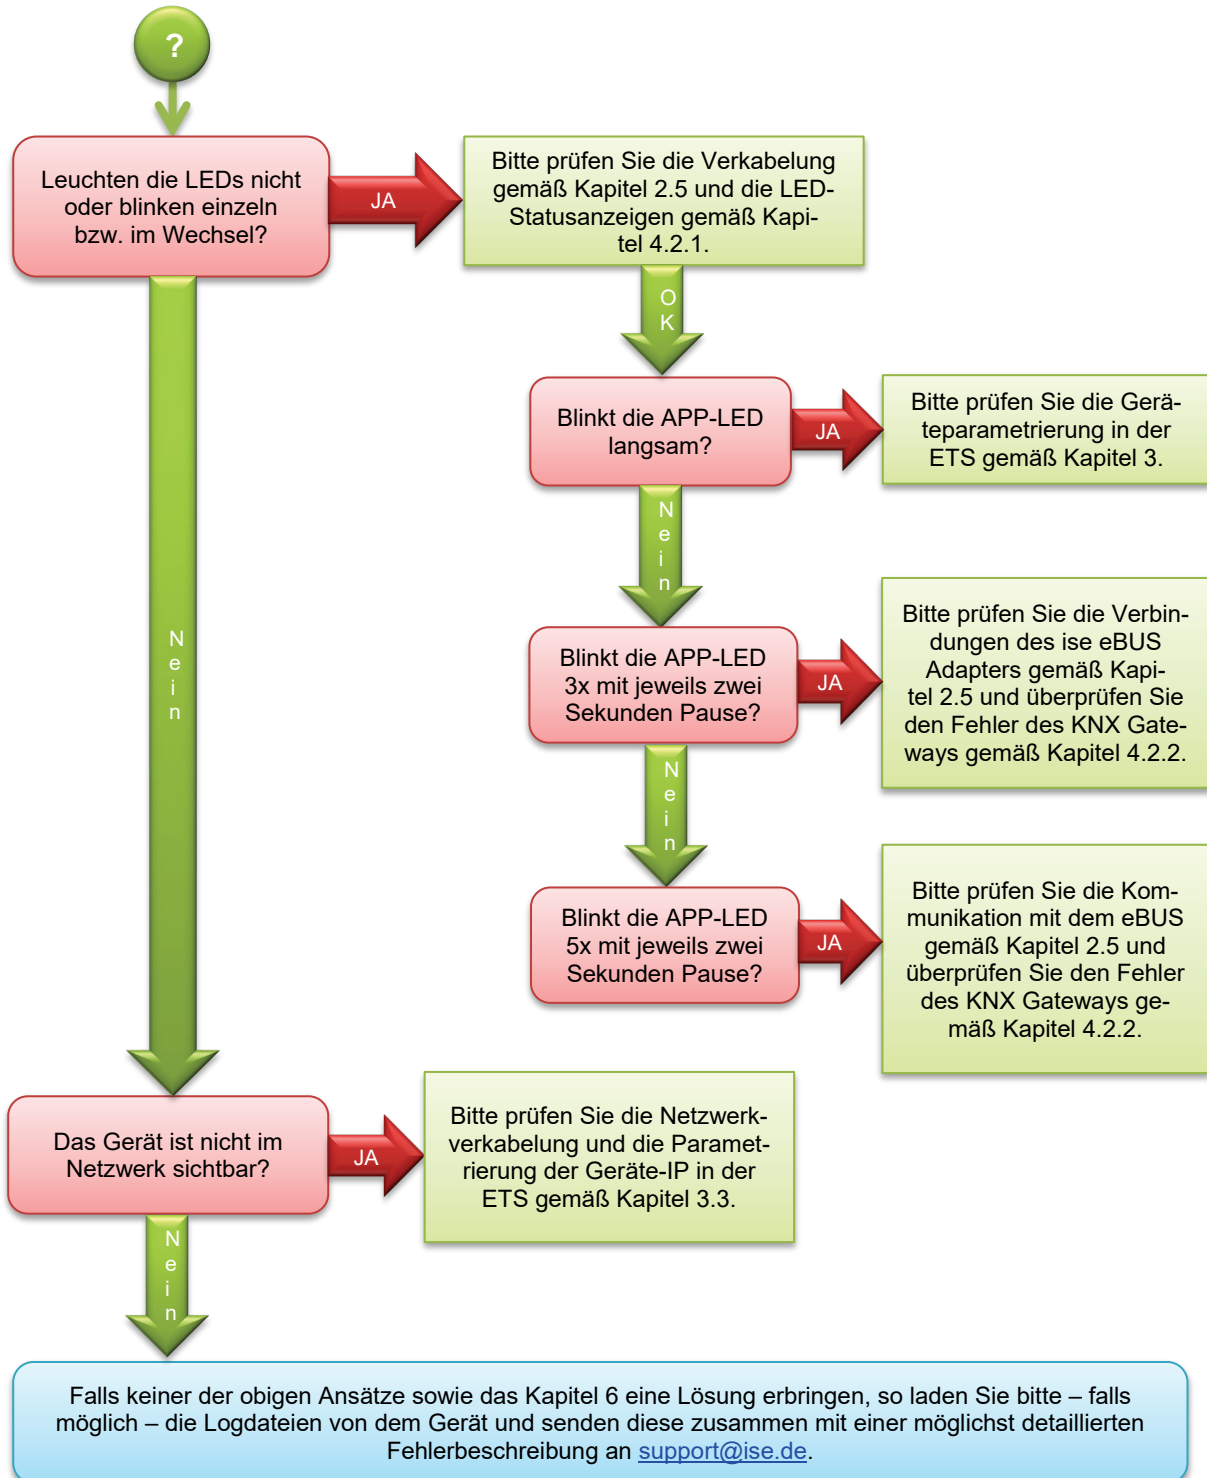 ?
Leuchten die LEDs nicht
oder blinken einzeln
bzw. im Wechsel?
JA
Bitte prüfen Sie die Verkabelung
gemäß Kapitel 2.5 und die LED-
Statusanzeigen gemäß Kapi-
tel 4.2.1.
O
K
Blinkt die APP-LED
langsam?
JA
Bitte prüfen Sie die Gerä-
teparametrierung in der
ETS gemäß Kapitel 3.
N
e
i
n
Blinkt die APP-LED
3x mit jeweils zwei
Sekunden Pause?
JA
Bitte prüfen Sie die Verbin-
dungen des ise eBUS
Adapters gemäß Kapi-
tel 2.5 und überprüfen Sie
den Fehler des KNX Gate-
ways gemäß Kapitel 4.2.2.
N
e
i
n
Blinkt die APP-LED
5x mit jeweils zwei
Sekunden Pause?
JA
Bitte prüfen Sie die Kom-
munikation mit dem eBUS
gemäß Kapitel 2.5 und
überprüfen Sie den Fehler
des KNX Gateways ge-
mäß Kapitel 4.2.2.
N
e
i
n
Das Gerät ist nicht im
Netzwerk sichtbar?
JA
Bitte prüfen Sie die Netzwerk-
verkabelung und die Paramet-
rierung der Geräte-IP in der
ETS gemäß Kapitel 3.3.
N
e
i
n
Falls keiner der obigen Ansätze sowie das Kapitel 6 eine Lösung erbringen, so laden Sie bitte – falls
möglich – die Logdateien von dem Gerät und senden diese zusammen mit einer möglichst detaillierten
Fehlerbeschreibung an support@ise.de.